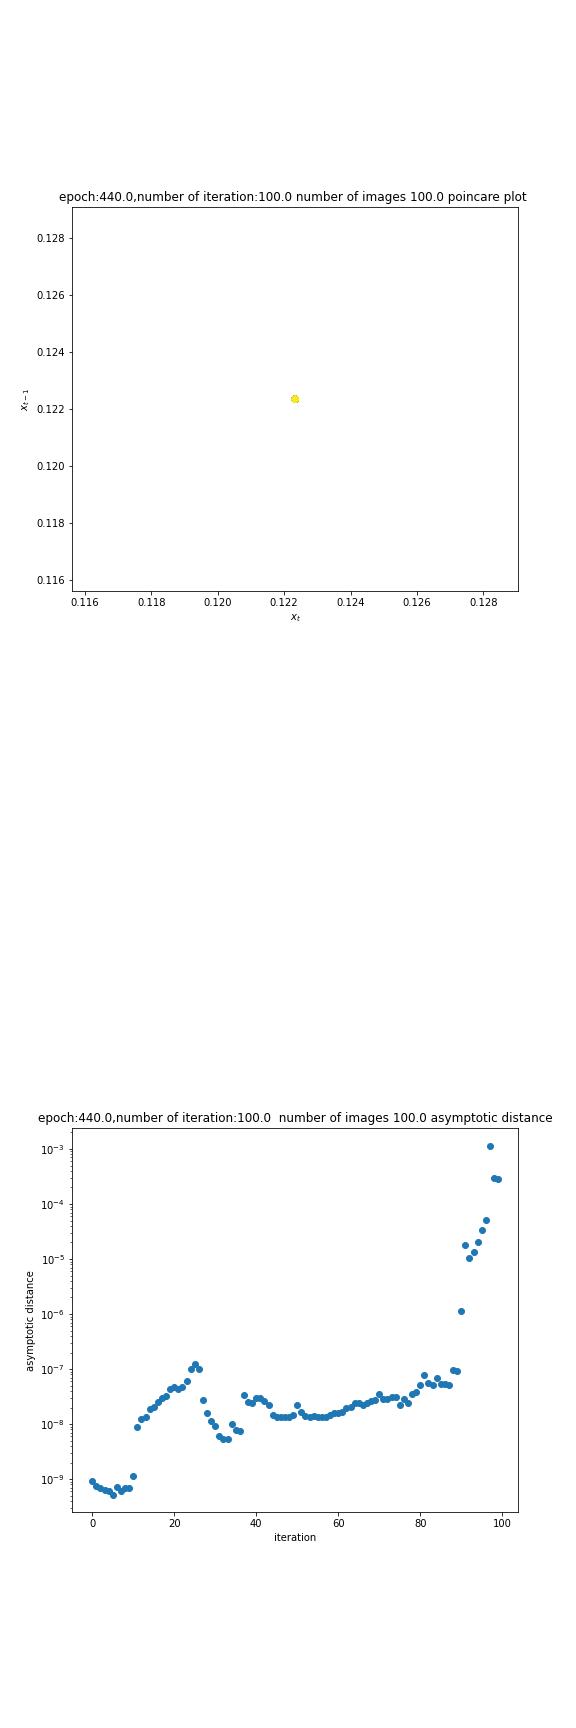 epoch:440.0,number of iteration:100.0 number of images 100.0 poincare plot
0.128
0.126
0.124
0.122
0.120
0.118
0.116
x_{t-1}
0.116 0.118 0.120 0.122 0.124 0.126 0.128
x_t
epoch:440.0,number of iteration:100.0  number of images 100.0 asymptotic distance
10^{-3}
10^{-4}
10^{-5}
10^{-6}
10^{-7}
10^{-8}
10^{-9}
asymptotic distance
0 20 40 60 80 100
iteration